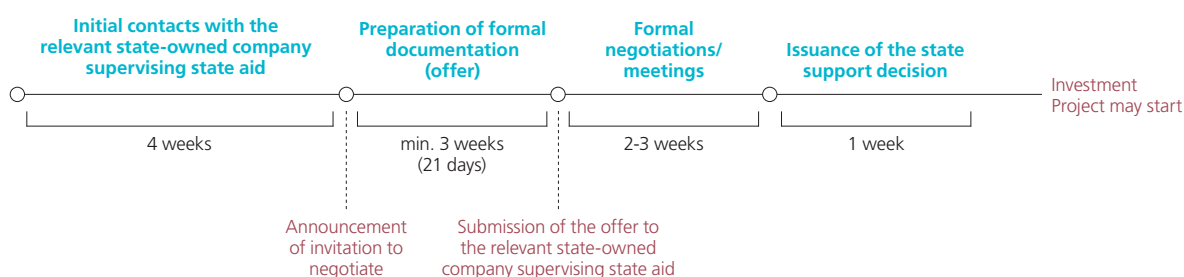 Initial contacts with the
relevant state-owned company
supervising state aid
Preparation of formal
documentation
(offer)
Formal
negotiations/
meetings
Issuance of the state
support decision
Investment
Project may start
4 weeks
min. 3 weeks
(21 days)
2-3 weeks
1 week
Announcement
of invitation to
negotiate
Submission of the offer to
the relevant state-owned
company supervising state aid